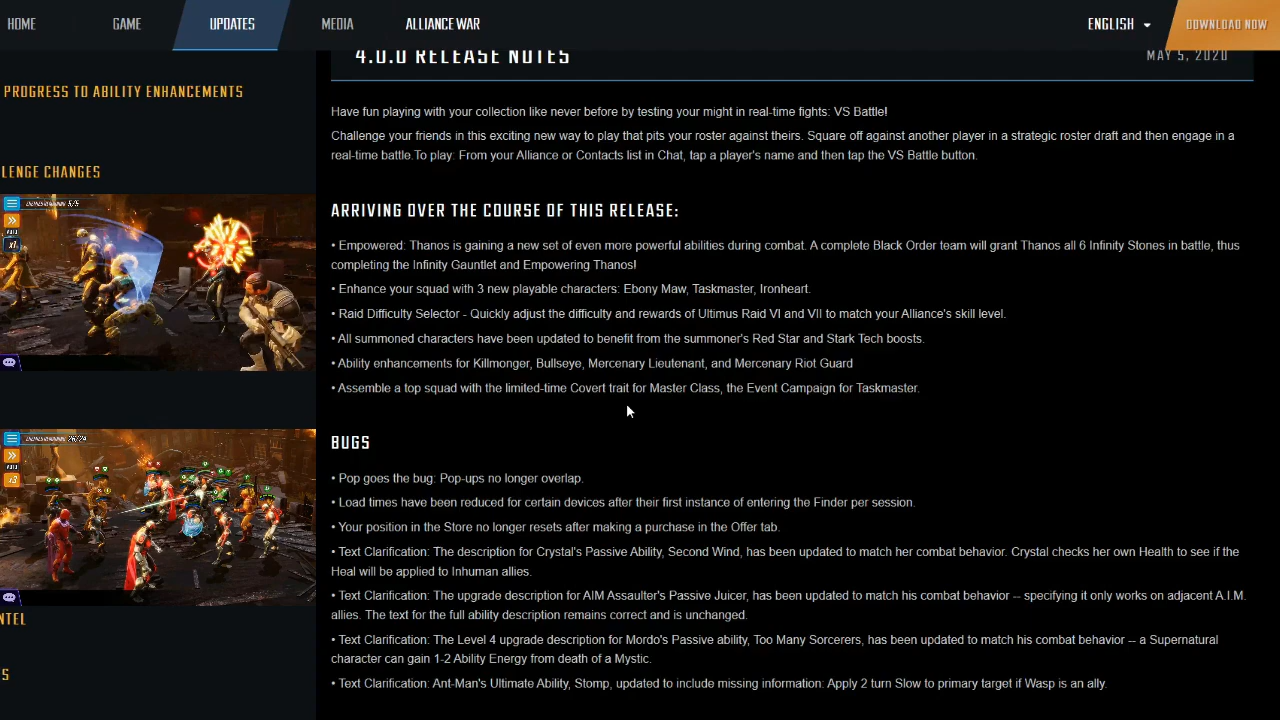 HOME GAME UPDATES MEDIA ALLIANCE WAR ENGLISH DOWNLOAD NOW
4.0.0 RELEASE NOTES MAY 5, 2020
PROGRESS TO ABILITY ENHANCEMENTS
LENGE CHANGES
ENEMIES REMAINING 5/5
x1
ENEMIES REMAINING
x3
NTEL
S
Have fun playing with your collection like never before by testing your might in real-time fights: VS Battle!
Challenge your friends in this exciting new way to play that pits your roster against theirs. Square off against another player in a strategic roster draft and then engage in a
real-time battle.To play: From your Alliance or Contacts list in Chat, tap a player's name and then tap the VS Battle button.
ARRIVING OVER THE COURSE OF THIS RELEASE:
• Empowered: Thanos is gaining a new set of even more powerful abilities during combat. A complete Black Order team will grant Thanos all 6 Infinity Stones in battle, thus
completing the Infinity Gauntlet and Empowering Thanos!
• Enhance your squad with 3 new playable characters: Ebony Maw, Taskmaster, Ironheart.
• Raid Difficulty Selector - Quickly adjust the difficulty and rewards of Ultimus Raid VI and VII to match your Alliance's skill level.
• All summoned characters have been updated to benefit from the summoner's Red Star and Stark Tech boosts.
• Ability enhancements for Killmonger, Bullseye, Mercenary Lieutenant, and Mercenary Riot Guard
• Assemble a top squad with the limited-time Covert trait for Master Class, the Event Campaign for Taskmaster.
BUGS
• Pop goes the bug: Pop-ups no longer overlap.
• Load times have been reduced for certain devices after their first instance of entering the Finder per session.
• Your position in the Store no longer resets after making a purchase in the Offer tab.
• Text Clarification: The description for Crystal's Passive Ability, Second Wind, has been updated to match her combat behavior. Crystal checks her own Health to see if the
Heal will be applied to Inhuman allies.
• Text Clarification: The upgrade description for AIM Assaulter's Passive Juicer, has been updated to match his combat behavior -- specifying it only works on adjacent A.I.M.
allies. The text for the full ability description remains correct and is unchanged.
• Text Clarification: The Level 4 upgrade description for Mordo's Passive ability, Too Many Sorcerers, has been updated to match his combat behavior -- a Supernatural
character can gain 1-2 Ability Energy from death of a Mystic.
• Text Clarification: Ant-Man's Ultimate Ability, Stomp, updated to include missing information: Apply 2 turn Slow to primary target if Wasp is an ally.